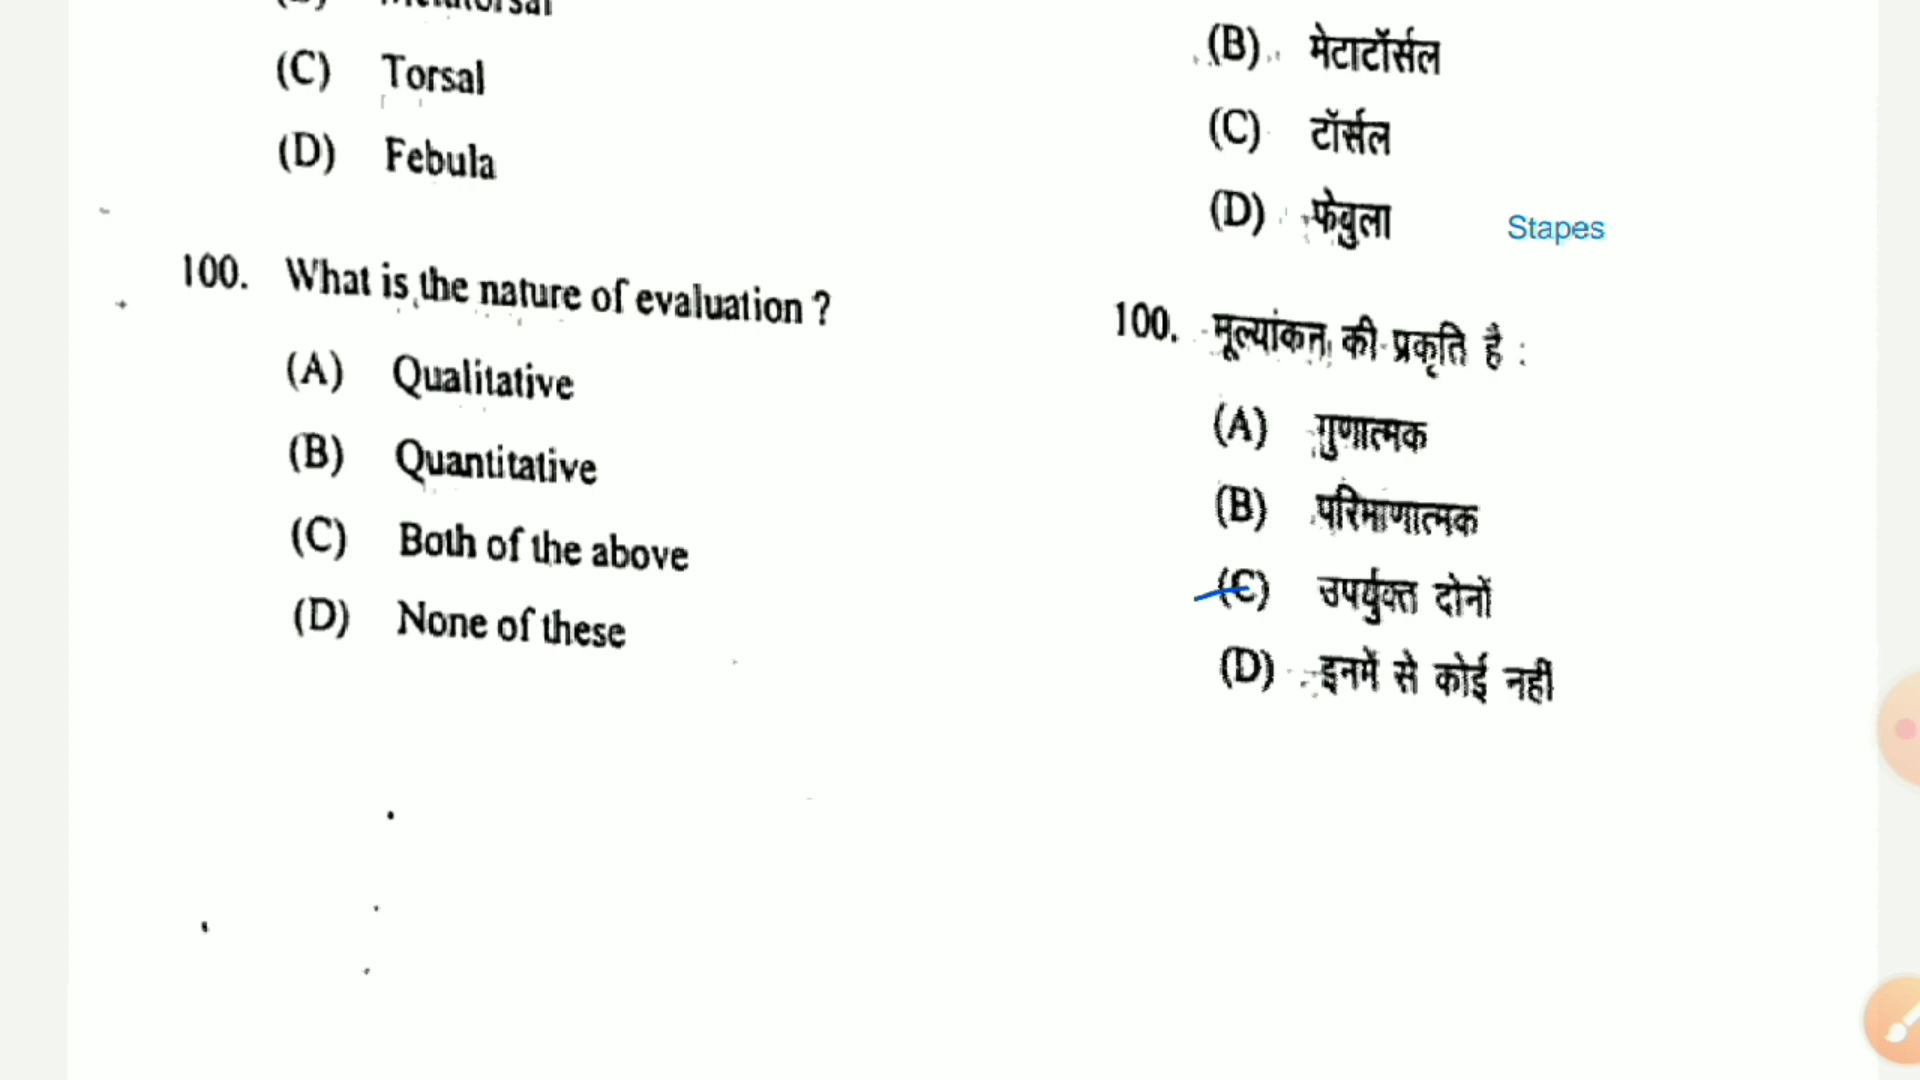 (C) Torsal
(D) Febula
100. What is the nature of evaluation ?
(A) Qualitative
(B) Quantitative
(C) Both of the above
(D) None of these
(B) मेटाटॉर्सल
(C) टॉर्सल
(D) फेबुला
Stapes
100. मूल्यांकन की प्रकृति है :
(A) गुणात्मक
(B) परिमाणात्मक
(C) उपर्युक्त दोनों
(D) इनमें से कोई नहीं